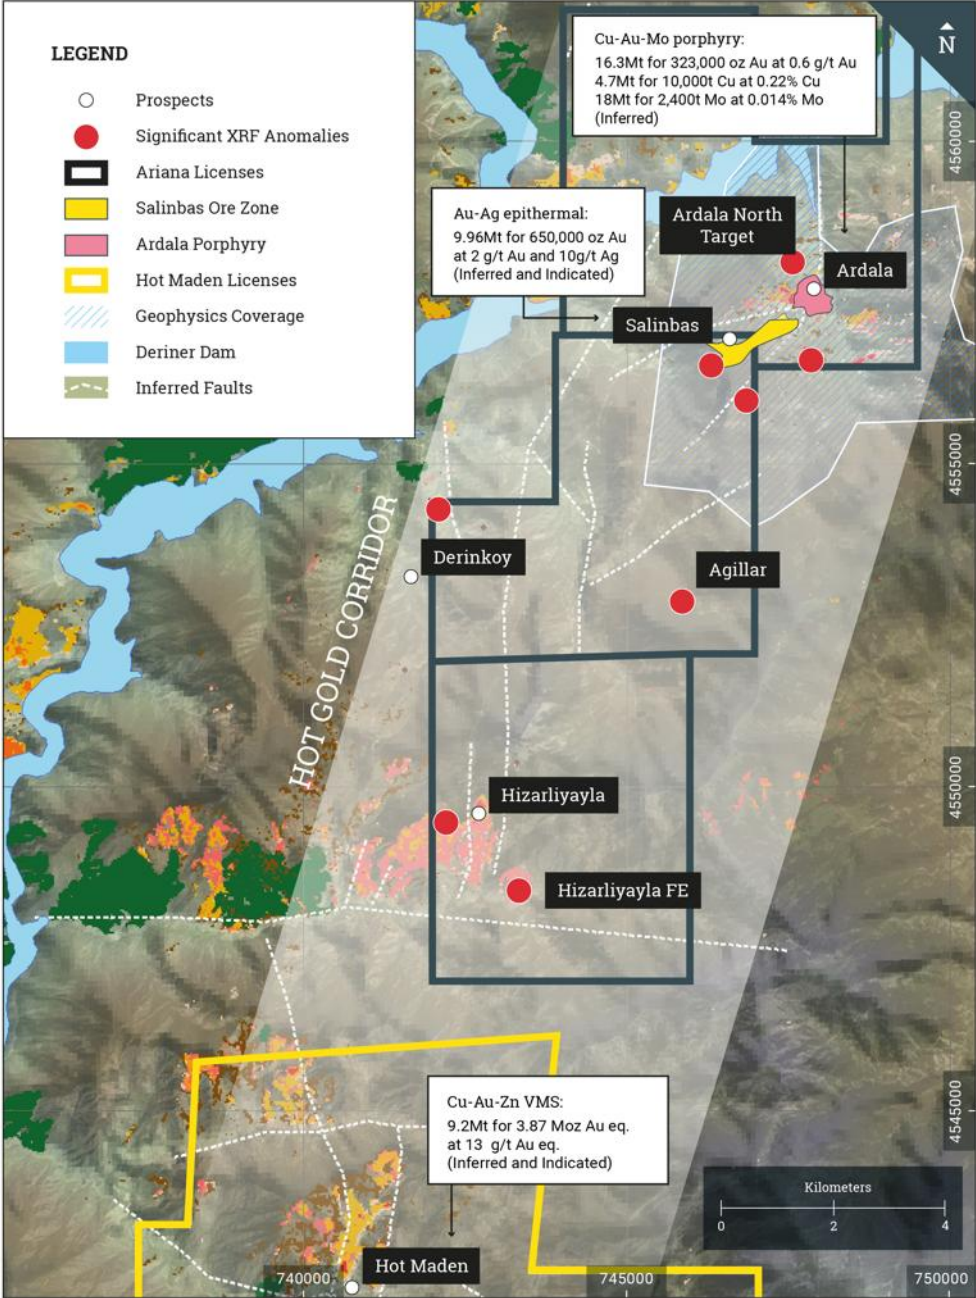 LEGEND
Prospects
Significant XRF Anomalies
Ariana Licenses
Salinbas Ore Zone
Ardala Porphyry
Hot Maden Licenses
Geophysics Coverage
Deriner Dam
Inferred Faults
Cu-Au-Mo porphyry:
16.3Mt for 323,000 oz Au at 0.6 g/t Au
4.7Mt for 10,000t Cu at 0.22% Cu
18Mt for 2,400t Mo at 0.014% Mo
(Inferred)
N
4560000
Au-Ag epithermal:
9.96Mt for 650,000 oz Au
at 2 g/t Au and 10g/t Ag
(Inferred and Indicated)
Ardala North
Target
Ardala
Salinbas
4555000
HOT GOLD CORRIDOR
Derinkoy
Agillar
Hizarliyayla
4550000
Hizarliyayla FE
Cu-Au-Zn VMS:
9.2Mt for 3.87 Moz Au eq.
at 13 g/t Au eq.
(Inferred and Indicated)
4545000
Kilometers
0 2 4
Hot Maden
740000 745000 750000